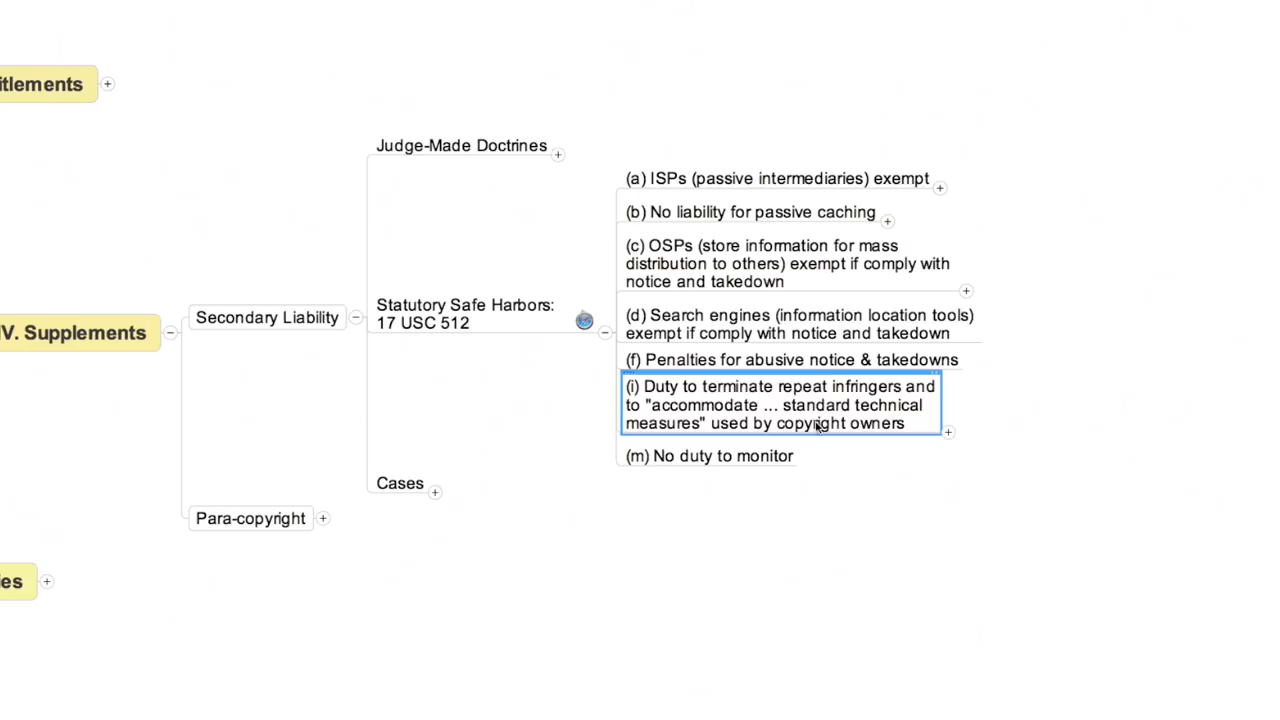 itlements
Judge-Made Doctrines
(a) ISPs (passive intermediaries) exempt
(b) No liability for passive caching
(c) OSPs (store information for mass
distribution to others) exempt if comply with
notice and takedown
Statutory Safe Harbors:
17 USC 512
Secondary Liability
IV. Supplements
(d) Search engines (information location tools)
exempt if comply with notice and takedown
(f) Penalties for abusive notice & takedowns
(i) Duty to terminate repeat infringers and
to "accommodate ... standard technical
measures" used by copyright owners
(m) No duty to monitor
Cases
Para-copyright
ies